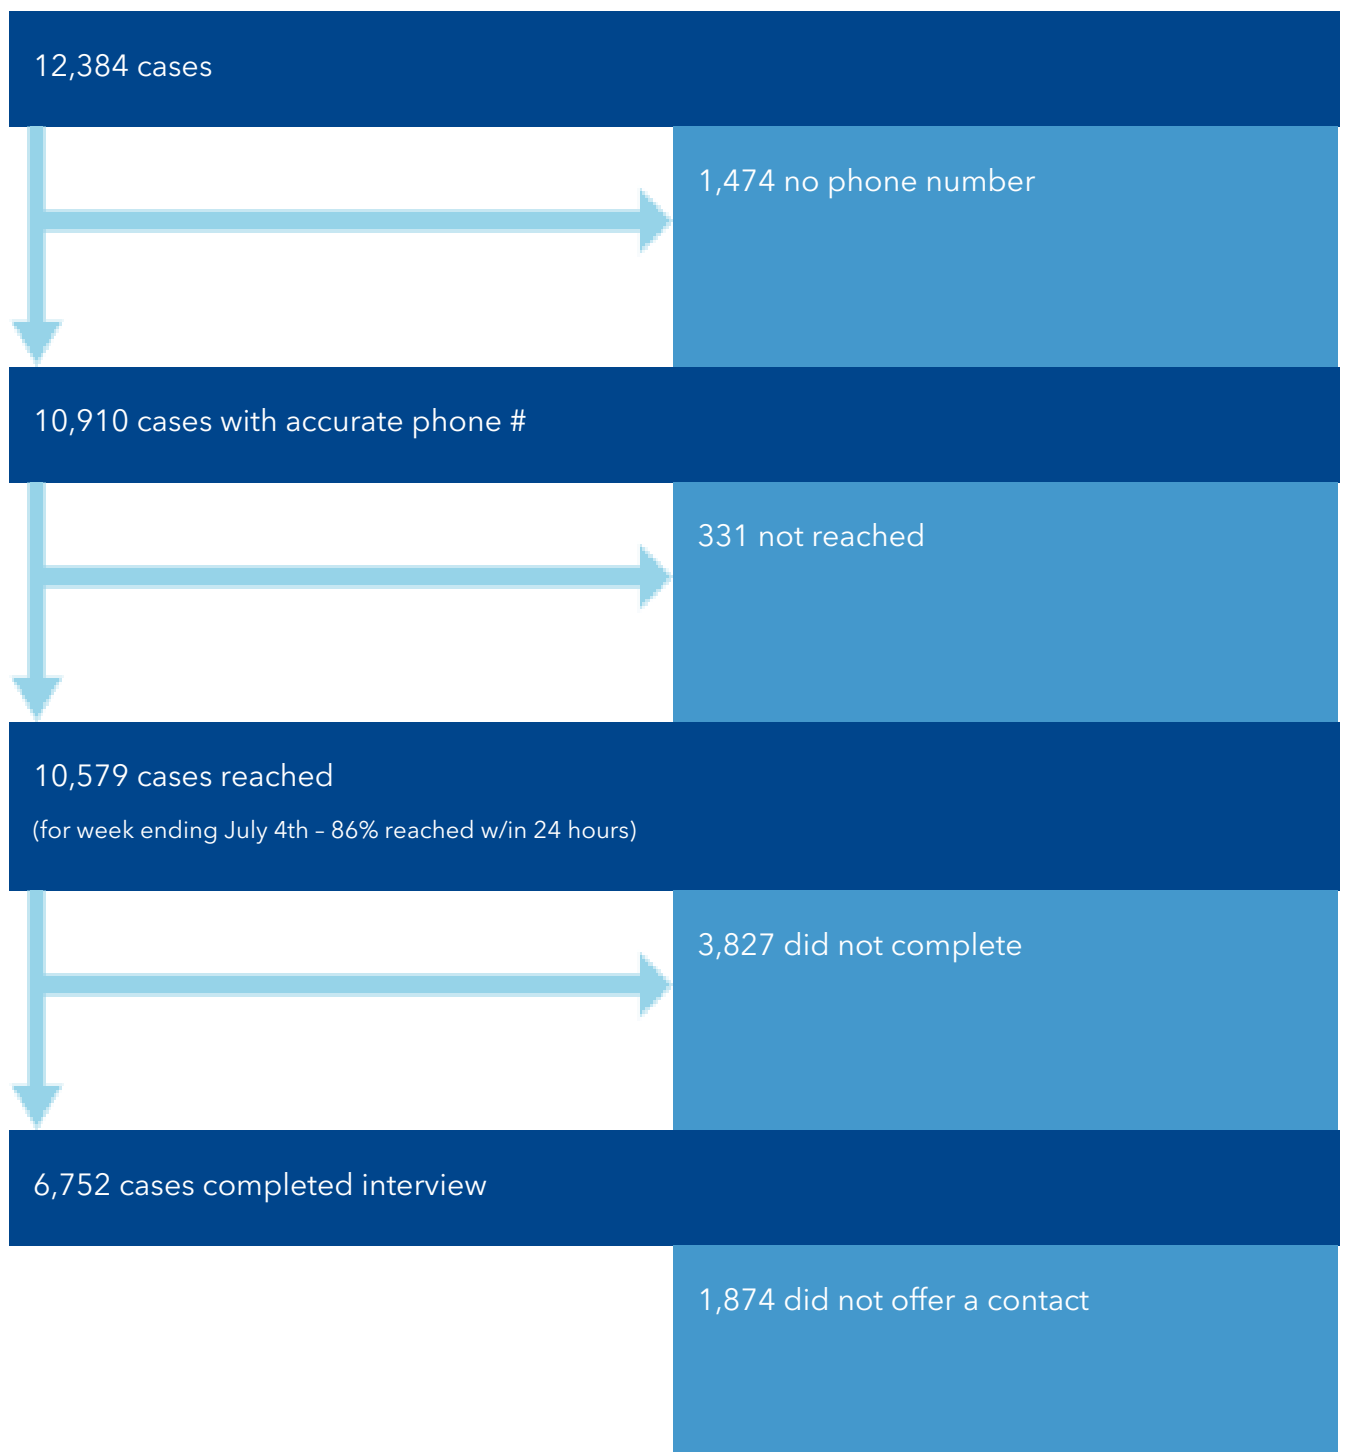 12,384 cases
1,474 no phone number
10,910 cases with accurate phone #
331 not reached
10,579 cases reached
(for week ending July 4th – 86% reached w/in 24 hours)
3,827 did not complete
6,752 cases completed interview
1,874 did not offer a contact